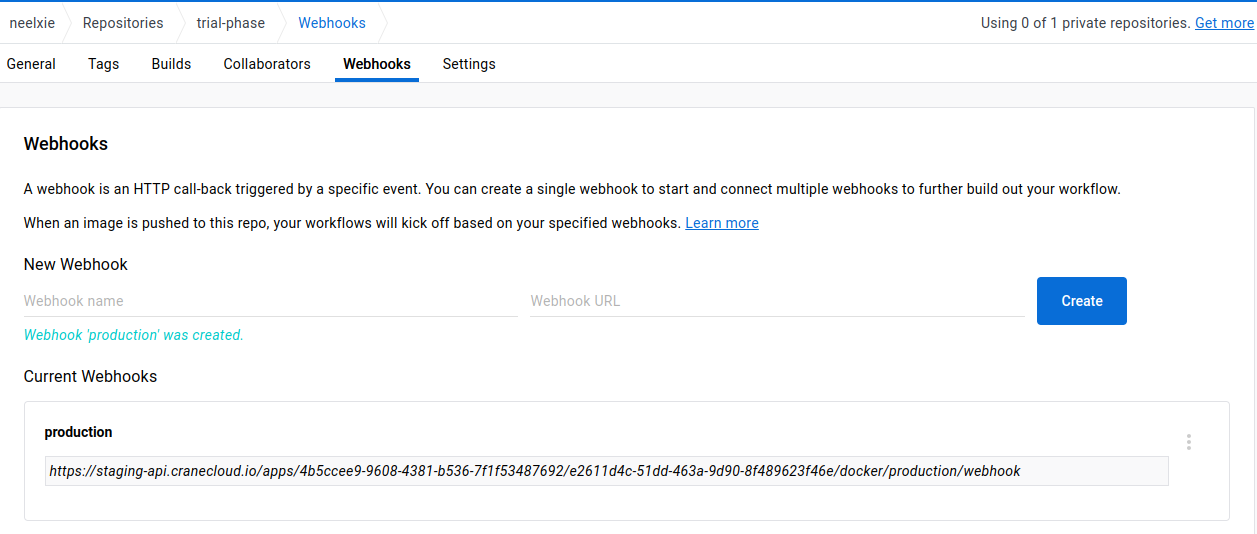 neelxie Repositories trial-phase Webhooks Using 0 of 1 private repositories. Get more
General Tags Builds Collaborators Webhooks Settings
Webhooks
A webhook is an HTTP call-back triggered by a specific event. You can create a single webhook to start and connect multiple webhooks to further build out your workflow.
When an image is pushed to this repo, your workflows will kick off based on your specified webhooks. Learn more
New Webhook
Webhook name Webhook URL Create
Webhook 'production' was created.
Current Webhooks
production
https://staging-api.cranecloud.io/apps/4b5ccee9-9608-4381-b536-7f1f53487692/e2611d4c-51dd-463a-9d90-8f489623f46e/docker/production/webhook